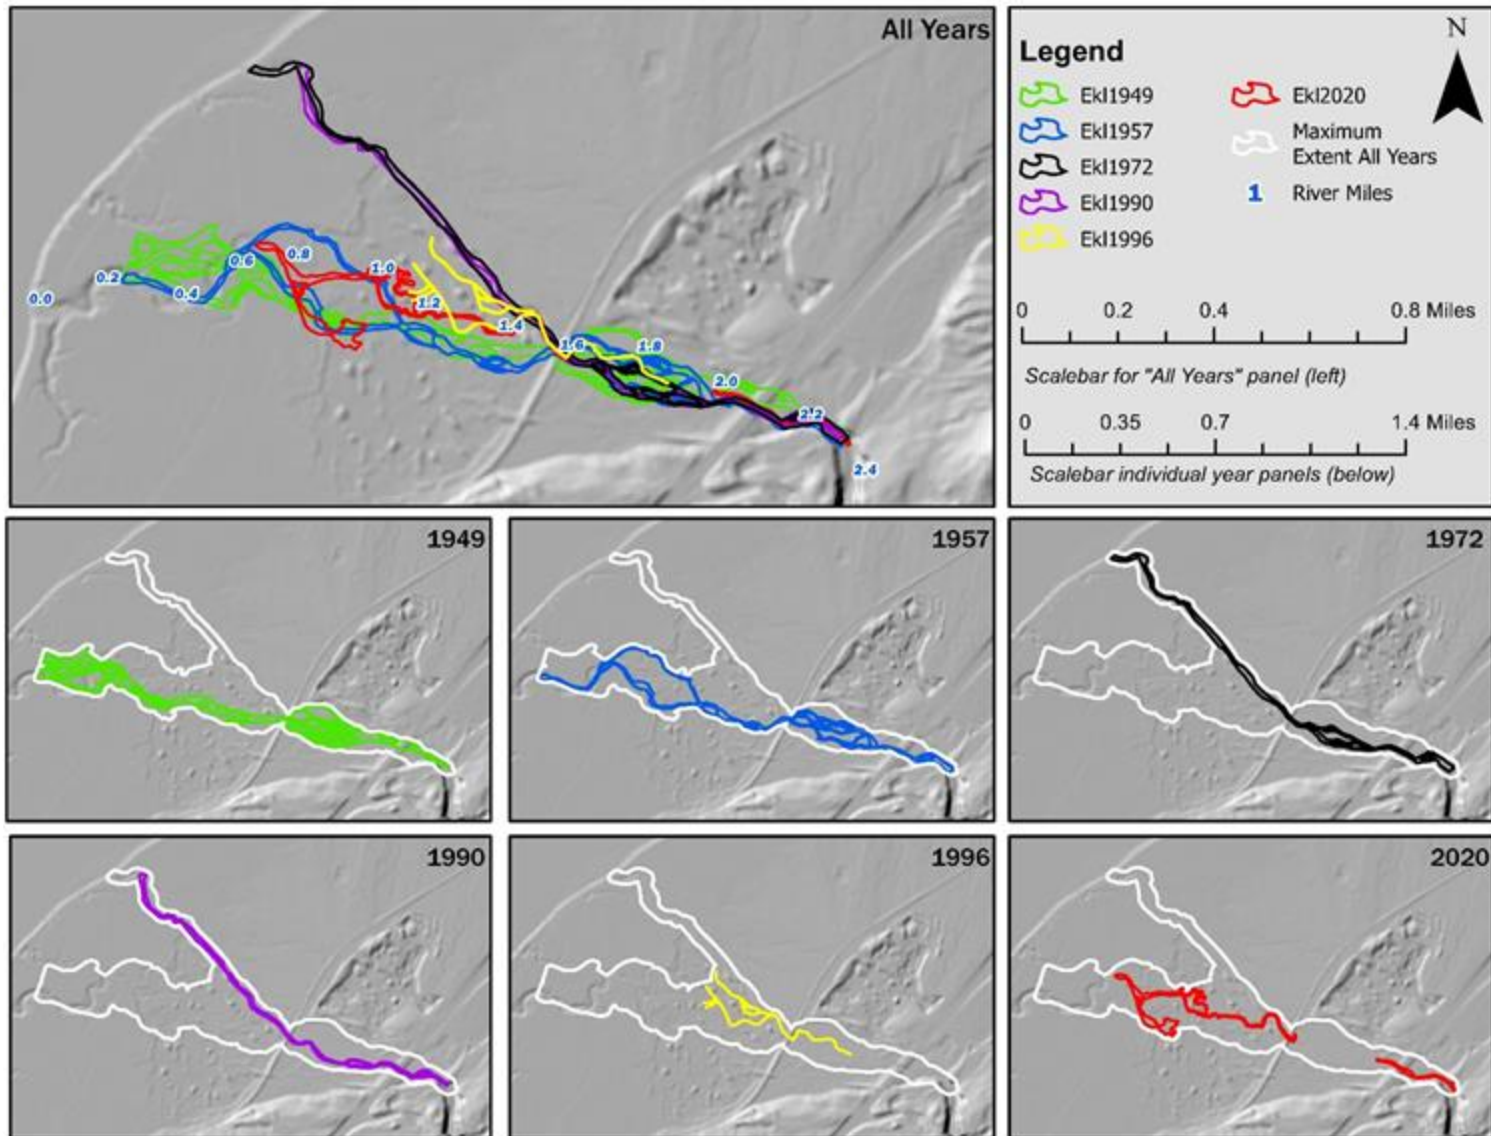 All Years
0.0
0.2
0.4
0.6
0.8
1.0
1.2
1.4
1.6
1.8
2.0
2.2
2.4
N
Legend
Ekl1949
Ekl1957
Ekl1972
Ekl1990
Ekl1996
Ekl2020
Maximum
Extent All Years
1 River Miles
0 0.2 0.4 0.8 Miles
Scalebar for "All Years" panel (left)
0 0.35 0.7 1.4 Miles
Scalebar individual year panels (below)
1949
1957
1972
1990
1996
2020